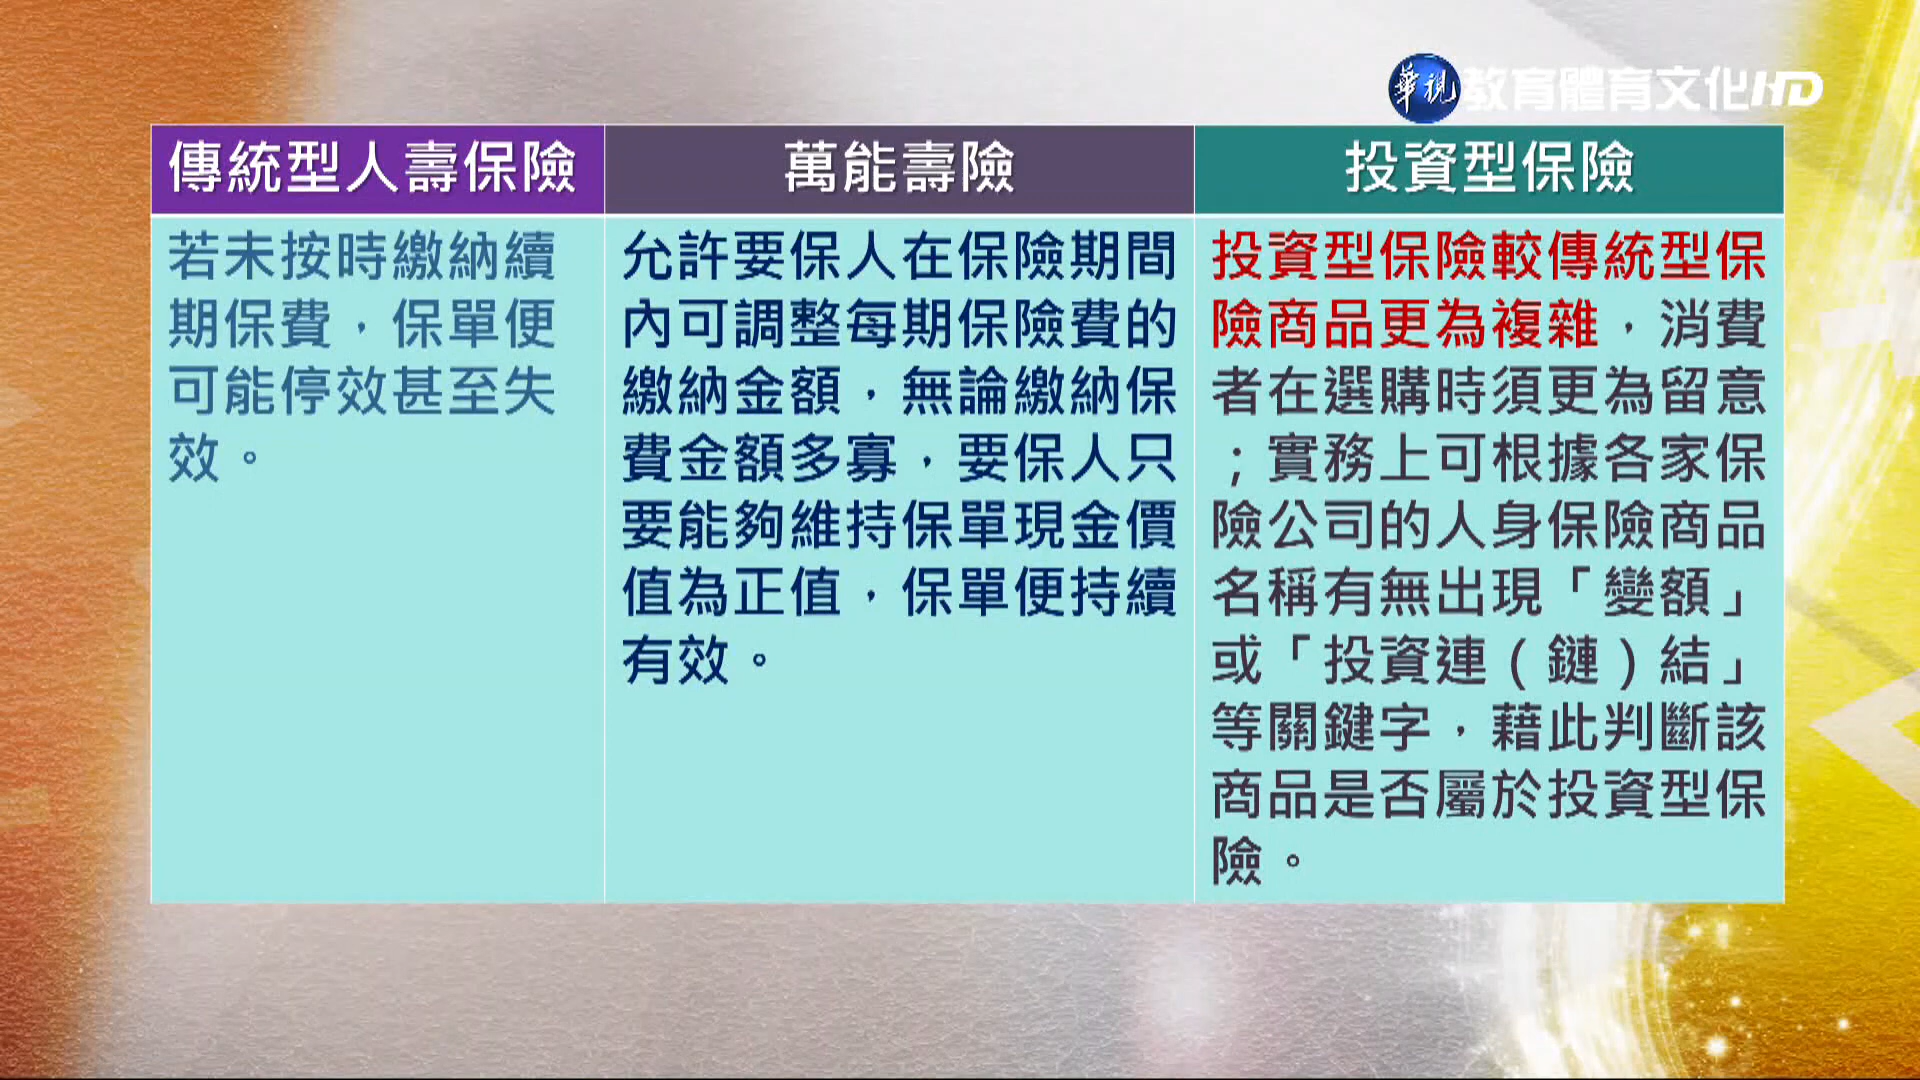 華視 教育體育文化HD
傳統型人壽保險
若未按時繳納續
期保費，保單便
可能停效甚至失
效。
萬能壽險
允許要保人在保險期間
內可調整每期保險費的
繳納金額，無論繳納保
費金額多寡，要保人只
要能夠維持保單現金價
值為正值，保單便持續
有效。
投資型保險
投資型保險較傳統型保
險商品更為複雜，消費
者在選購時須更為留意
；實務上可根據各家保
險公司的人身保險商品
名稱有無出現「變額」
或「投資連（鏈）結」
等關鍵字，藉此判斷該
商品是否屬於投資型保
險。